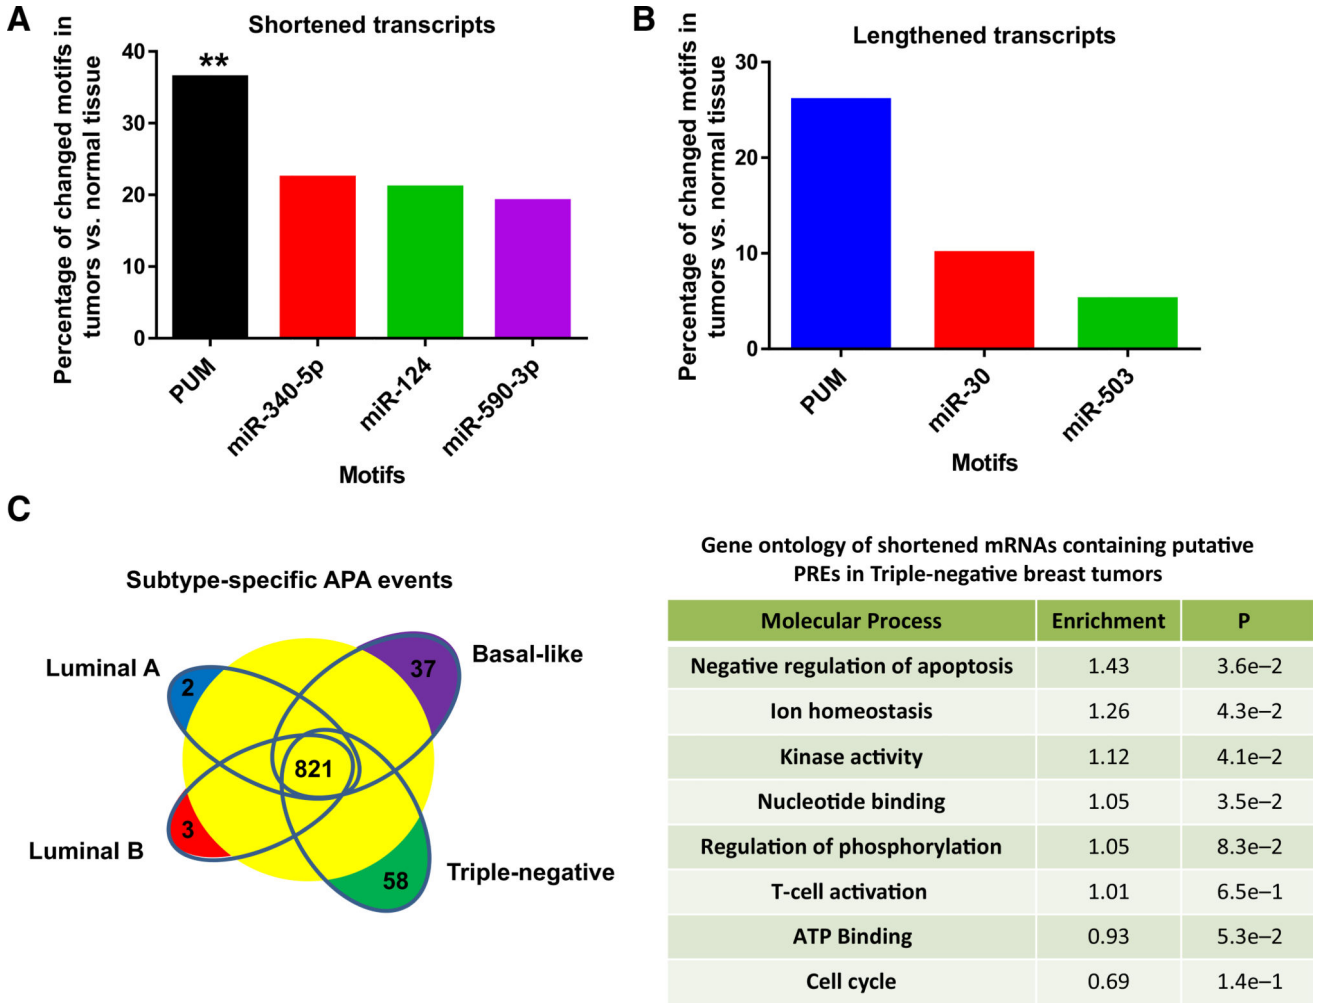 A
Shortened transcripts
Percentage of changed motifs in
tumors vs. normal tissue
40
30
20
10
0
**
PUM
miR-340-5p
miR-124
miR-590-3p
Motifs
B
Lengthened transcripts
Percentage of changed motifs in
tumors vs. normal tissue
30
20
10
0
PUM
miR-30
miR-503
Motifs
C
Subtype-specific APA events
Luminal A
2
Basal-like
37
821
Luminal B
3
Triple-negative
58
Gene ontology of shortened mRNAs containing putative
PREs in Triple-negative breast tumors
Molecular Process Enrichment P
Negative regulation of apoptosis 1.43 3.6e–2
Ion homeostasis 1.26 4.3e–2
Kinase activity 1.12 4.1e–2
Nucleotide binding 1.05 3.5e–2
Regulation of phosphorylation 1.05 8.3e–2
T-cell activation 1.01 6.5e–1
ATP Binding 0.93 5.3e–2
Cell cycle 0.69 1.4e–1